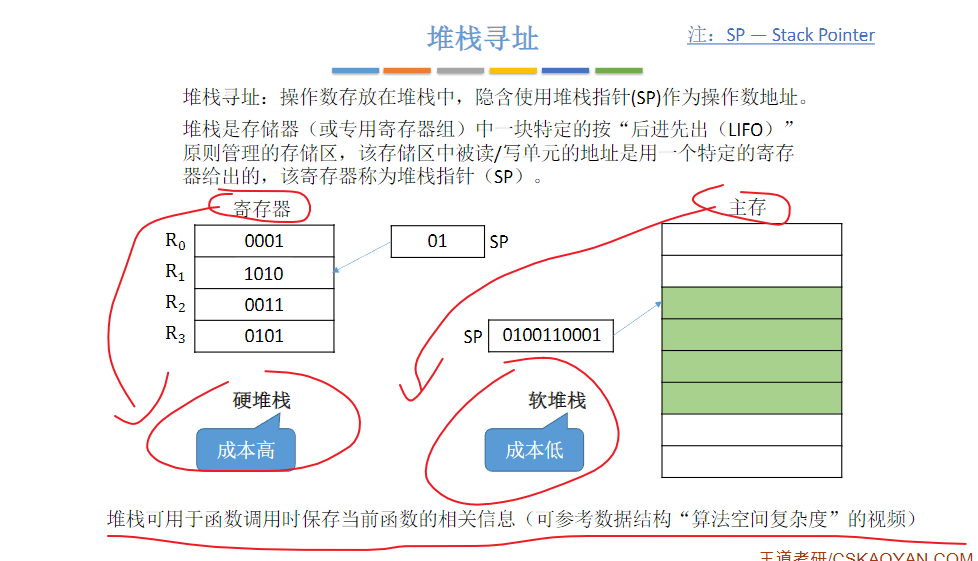 堆栈寻址
注：SP — Stack Pointer
堆栈寻址：操作数存放在堆栈中，隐含使用堆栈指针(SP)作为操作数地址。
堆栈是存储器（或专用寄存器组）中一块特定的按“后进先出（LIFO）”
原则管理的存储区，该存储区中被读/写单元的地址是用一个特定的寄存
器给出的，该寄存器称为堆栈指针（SP）。
寄存器
主存
R0 0001
01 SP
R1 1010
R2 0011
R3 0101
SP 0100110001
硬堆栈
软堆栈
成本高
成本低
堆栈可用于函数调用时保存当前函数的相关信息（可参考数据结构“算法空间复杂度”的视频）
王道考研/CSKAOYAN.COM